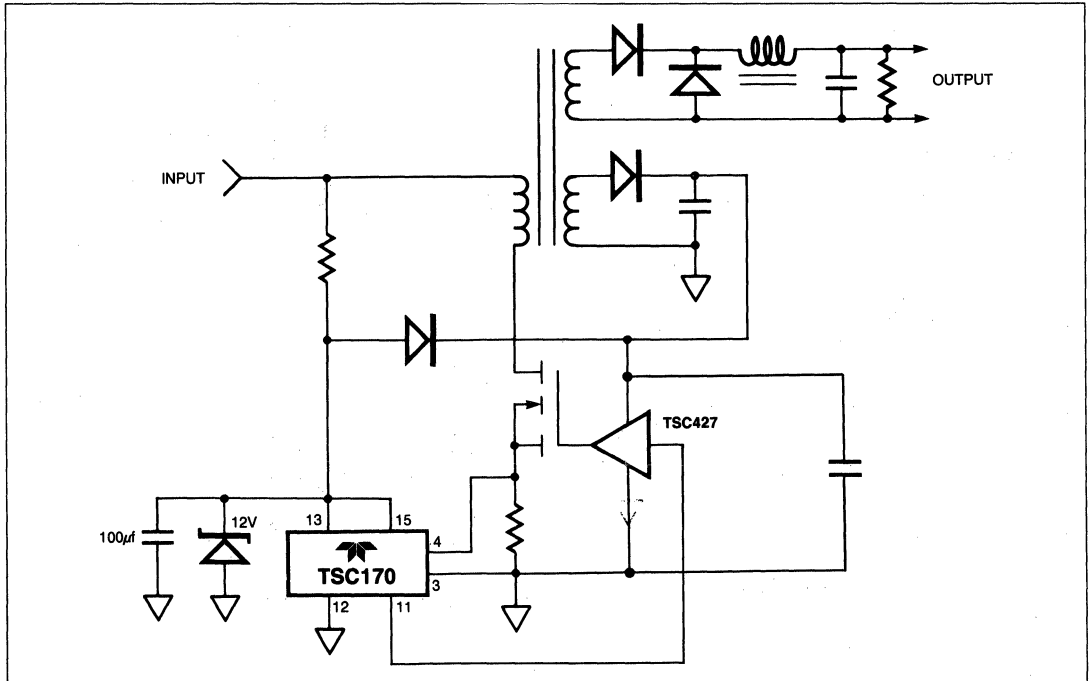 OUTPUT
INPUT
TSC427
12V
13
15
100µf
4
TSC170
3
12
11